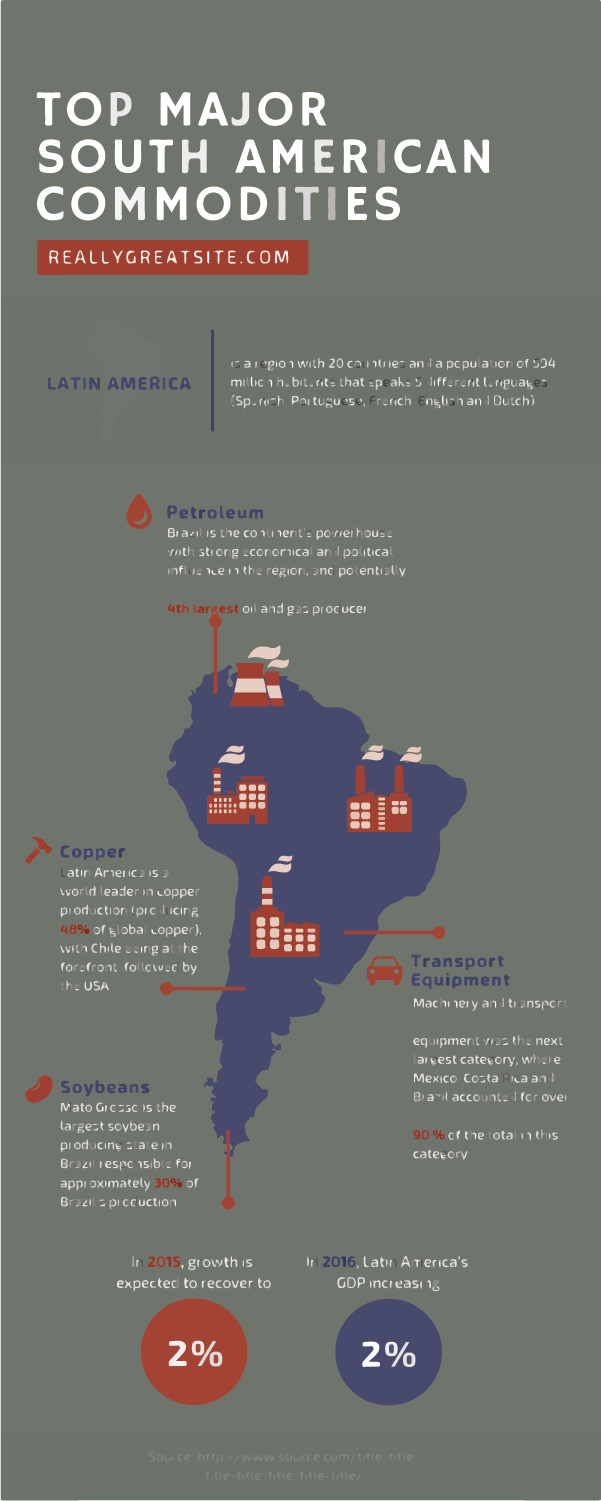 TOP MAJOR
SOUTH AMERICAN
COMMODITIES
REALLYGREATSITE.COM
LATIN AMERICA
is a region with 20 countries and a population of 594
million habitants that speaks 5 different languages
(Spanish, Portuguese, French, English and Dutch)
Petroleum
Brazil is the continent's powerhouse
with strong economical and political
influence in the region, and potentially
4th largest oil and gas producer
Copper
Latin America is a
world leader in copper
production (producing
48% of global copper),
with Chile being at the
forefront, followed by
the USA
Transport
Equipment
Machinery and transport
equipment was the next
largest category, where
Mexico, Costa Rica and
Brazil accounted for over
90 % of the total in this
category
Soybeans
Mato Grosso is the
largest soybean
producing state in
Brazil responsible for
approximately 30% of
Brazil's production
In 2015, growth is
expected to recover to
2%
In 2016, Latin America's
GDP increasing
2%
Source: http://www.source.com/title-title-
title-title-title-title-title/